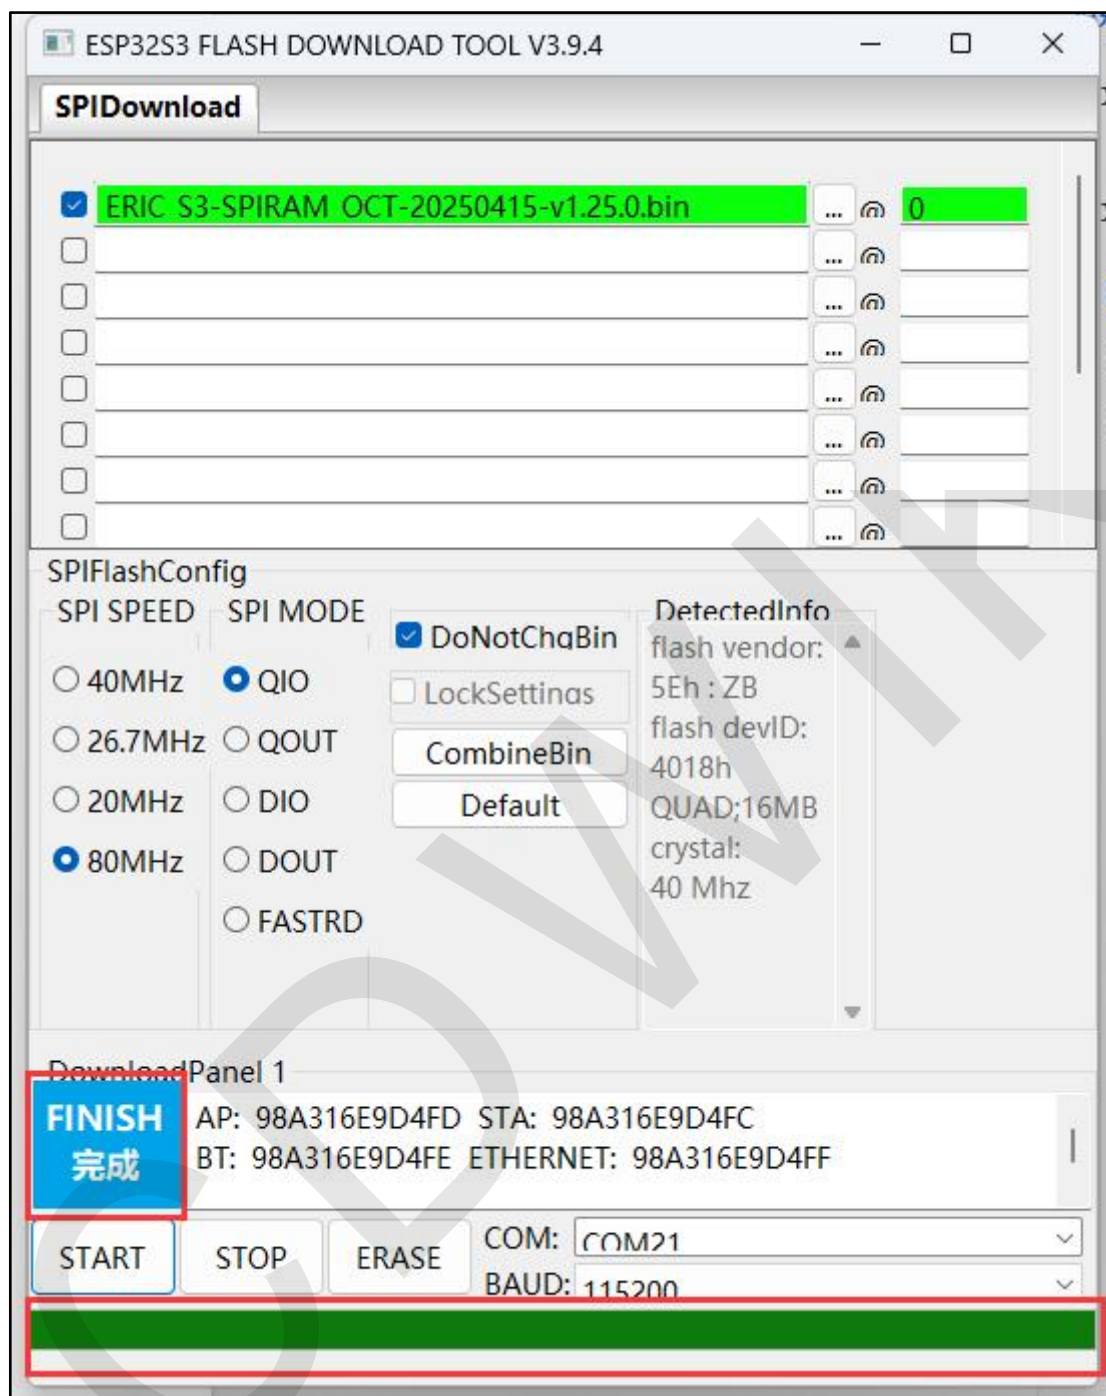 ESP32S3 FLASH DOWNLOAD TOOL V3.9.4
SPIDownload
ERIC S3-SPIRAM OCT-20250415-v1.25.0.bin ... @ 0
... @
... @
... @
... @
... @
... @
... @
SPIFlashConfig
SPI SPEED
40MHz
26.7MHz
20MHz
80MHz
SPI MODE
QIO
QOUT
DIO
DOUT
FASTRD
DoNotChgBin
LockSettings
CombineBin
Default
DetectedInfo
flash vendor:
5Eh : ZB
flash devID:
4018h
QUAD;16MB
crystal:
40 Mhz
DownloadPanel 1
FINISH
完成
AP: 98A316E9D4FD STA: 98A316E9D4FC
BT: 98A316E9D4FE ETHERNET: 98A316E9D4FF
START STOP ERASE
COM: COM21
BAUD: 115200